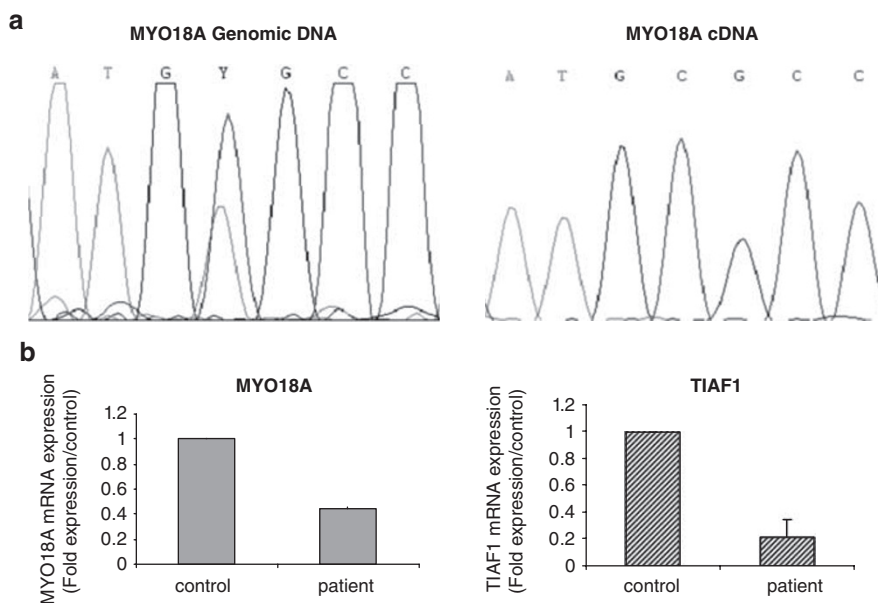 a
MYO18A Genomic DNA
A T G Y G C C
MYO18A cDNA
A T G C G C C
b
MYO18A
MYO18A mRNA expression
(Fold expression/control)
1.2
1
0.8
0.6
0.4
0.2
0
control patient
TIAF1
TIAF1 mRNA expression
(Fold expression/control)
1.2
1
0.8
0.6
0.4
0.2
0
control patient